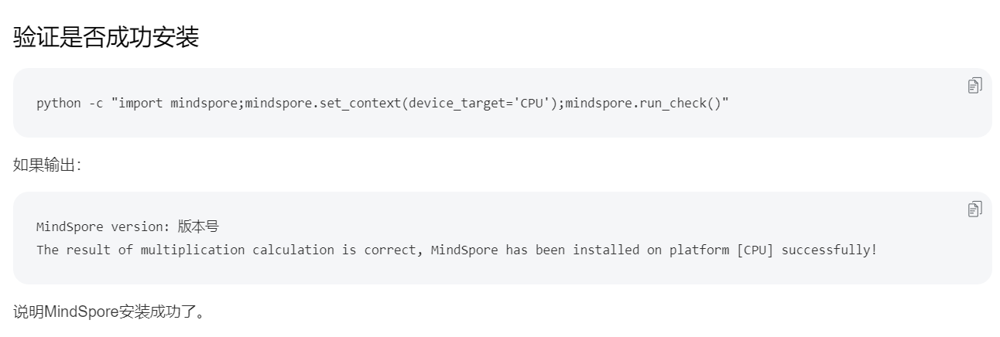 验证是否成功安装
python -c "import mindspore;mindspore.set_context(device_target='CPU');mindspore.run_check()"
如果输出：
MindSpore version: 版本号
The result of multiplication calculation is correct, MindSpore has been installed on platform [CPU] successfully!
说明MindSpore安装成功了。